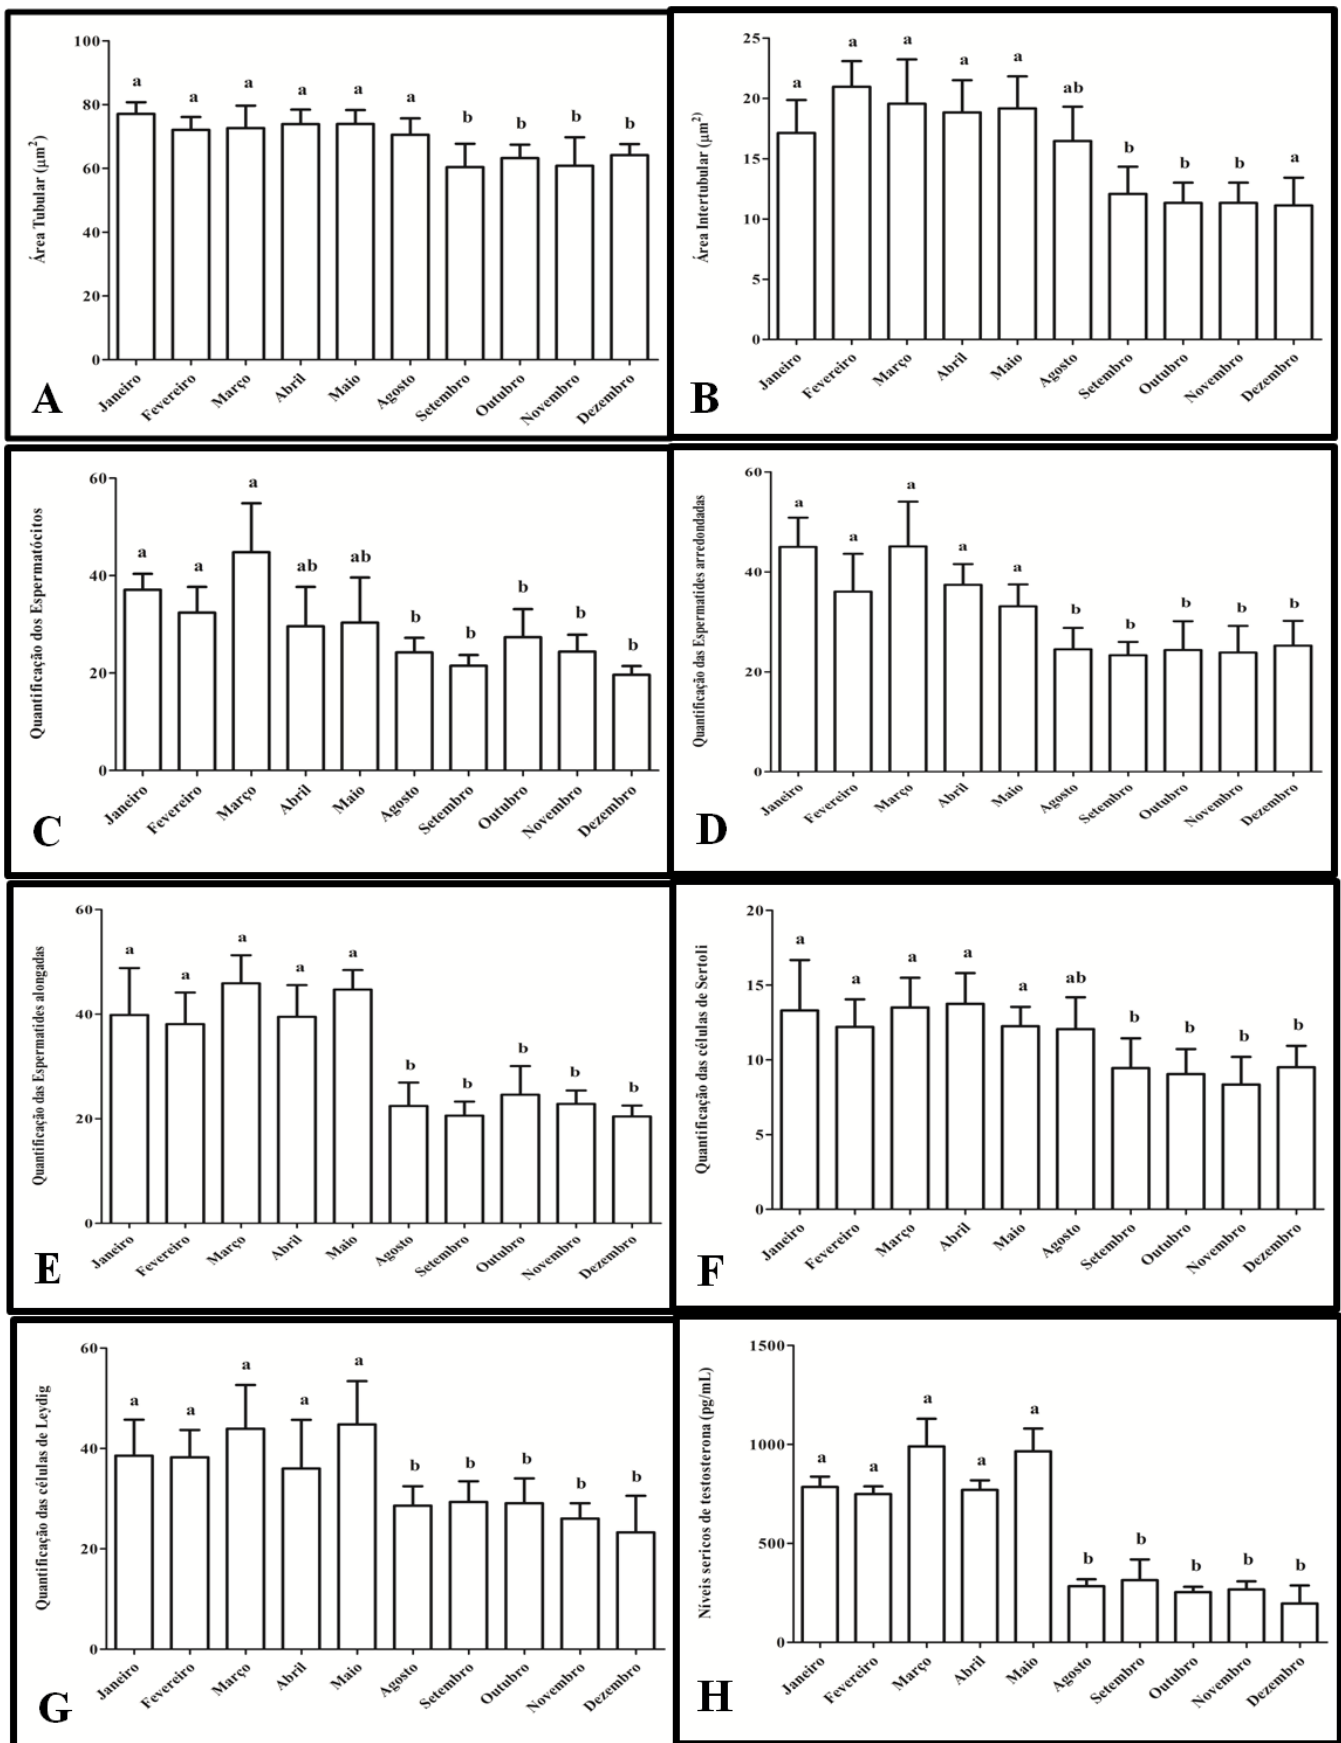 Área Tubular (μm²)
100
80
60
40
20
0
a a a a a a b b b b
Janeiro Fevereiro Março Abril Maio Agosto Setembro Outubro Novembro Dezembro
A
Área Intertubular (μm²)
25
20
15
10
5
0
a a a a a ab b b b a
Janeiro Fevereiro Março Abril Maio Agosto Setembro Outubro Novembro Dezembro
B
Quantificação dos Espermatócitos
60
40
20
0
a a a ab ab b b b b b
Janeiro Fevereiro Março Abril Maio Agosto Setembro Outubro Novembro Dezembro
C
Quantificação das Espermatides arredondadas
60
40
20
0
a a a a a b b b b b
Janeiro Fevereiro Março Abril Maio Agosto Setembro Outubro Novembro Dezembro
D
Quantificação das Espermatides alongadas
60
40
20
0
a a a a a b b b b b
Janeiro Fevereiro Março Abril Maio Agosto Setembro Outubro Novembro Dezembro
E
Quantificação das células de Sertoli
20
15
10
5
0
a a a a a ab b b b b
Janeiro Fevereiro Março Abril Maio Agosto Setembro Outubro Novembro Dezembro
F
Quantificação das células de Leydig
60
40
20
0
a a a a a b b b b b
Janeiro Fevereiro Março Abril Maio Agosto Setembro Outubro Novembro Dezembro
G
Níveis sericos de testosterona (pg/mL)
1500
1000
500
0
a a a a a b b b b b
Janeiro Fevereiro Março Abril Maio Agosto Setembro Outubro Novembro Dezembro
H